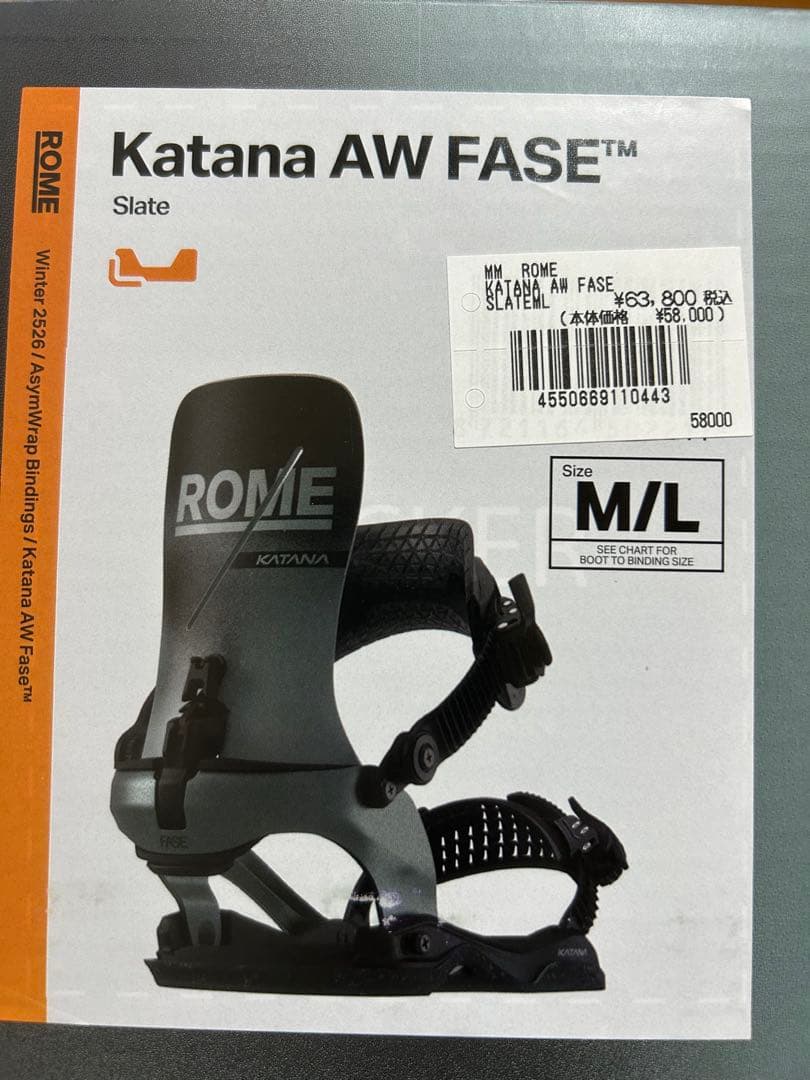 ROME
Winter 2526 / AsymWrap Bindings / Katana AW Fase™
Katana AW FASE™
Slate
MM ROME
KATANA AW FASE
SLATEML ¥63,800 税込
(本体価格 ¥58,000)
4550669110443
58000
Size
M/L
SEE CHART FOR
BOOT TO BINDING SIZE
ROME
KATANA
FASE
KATANA